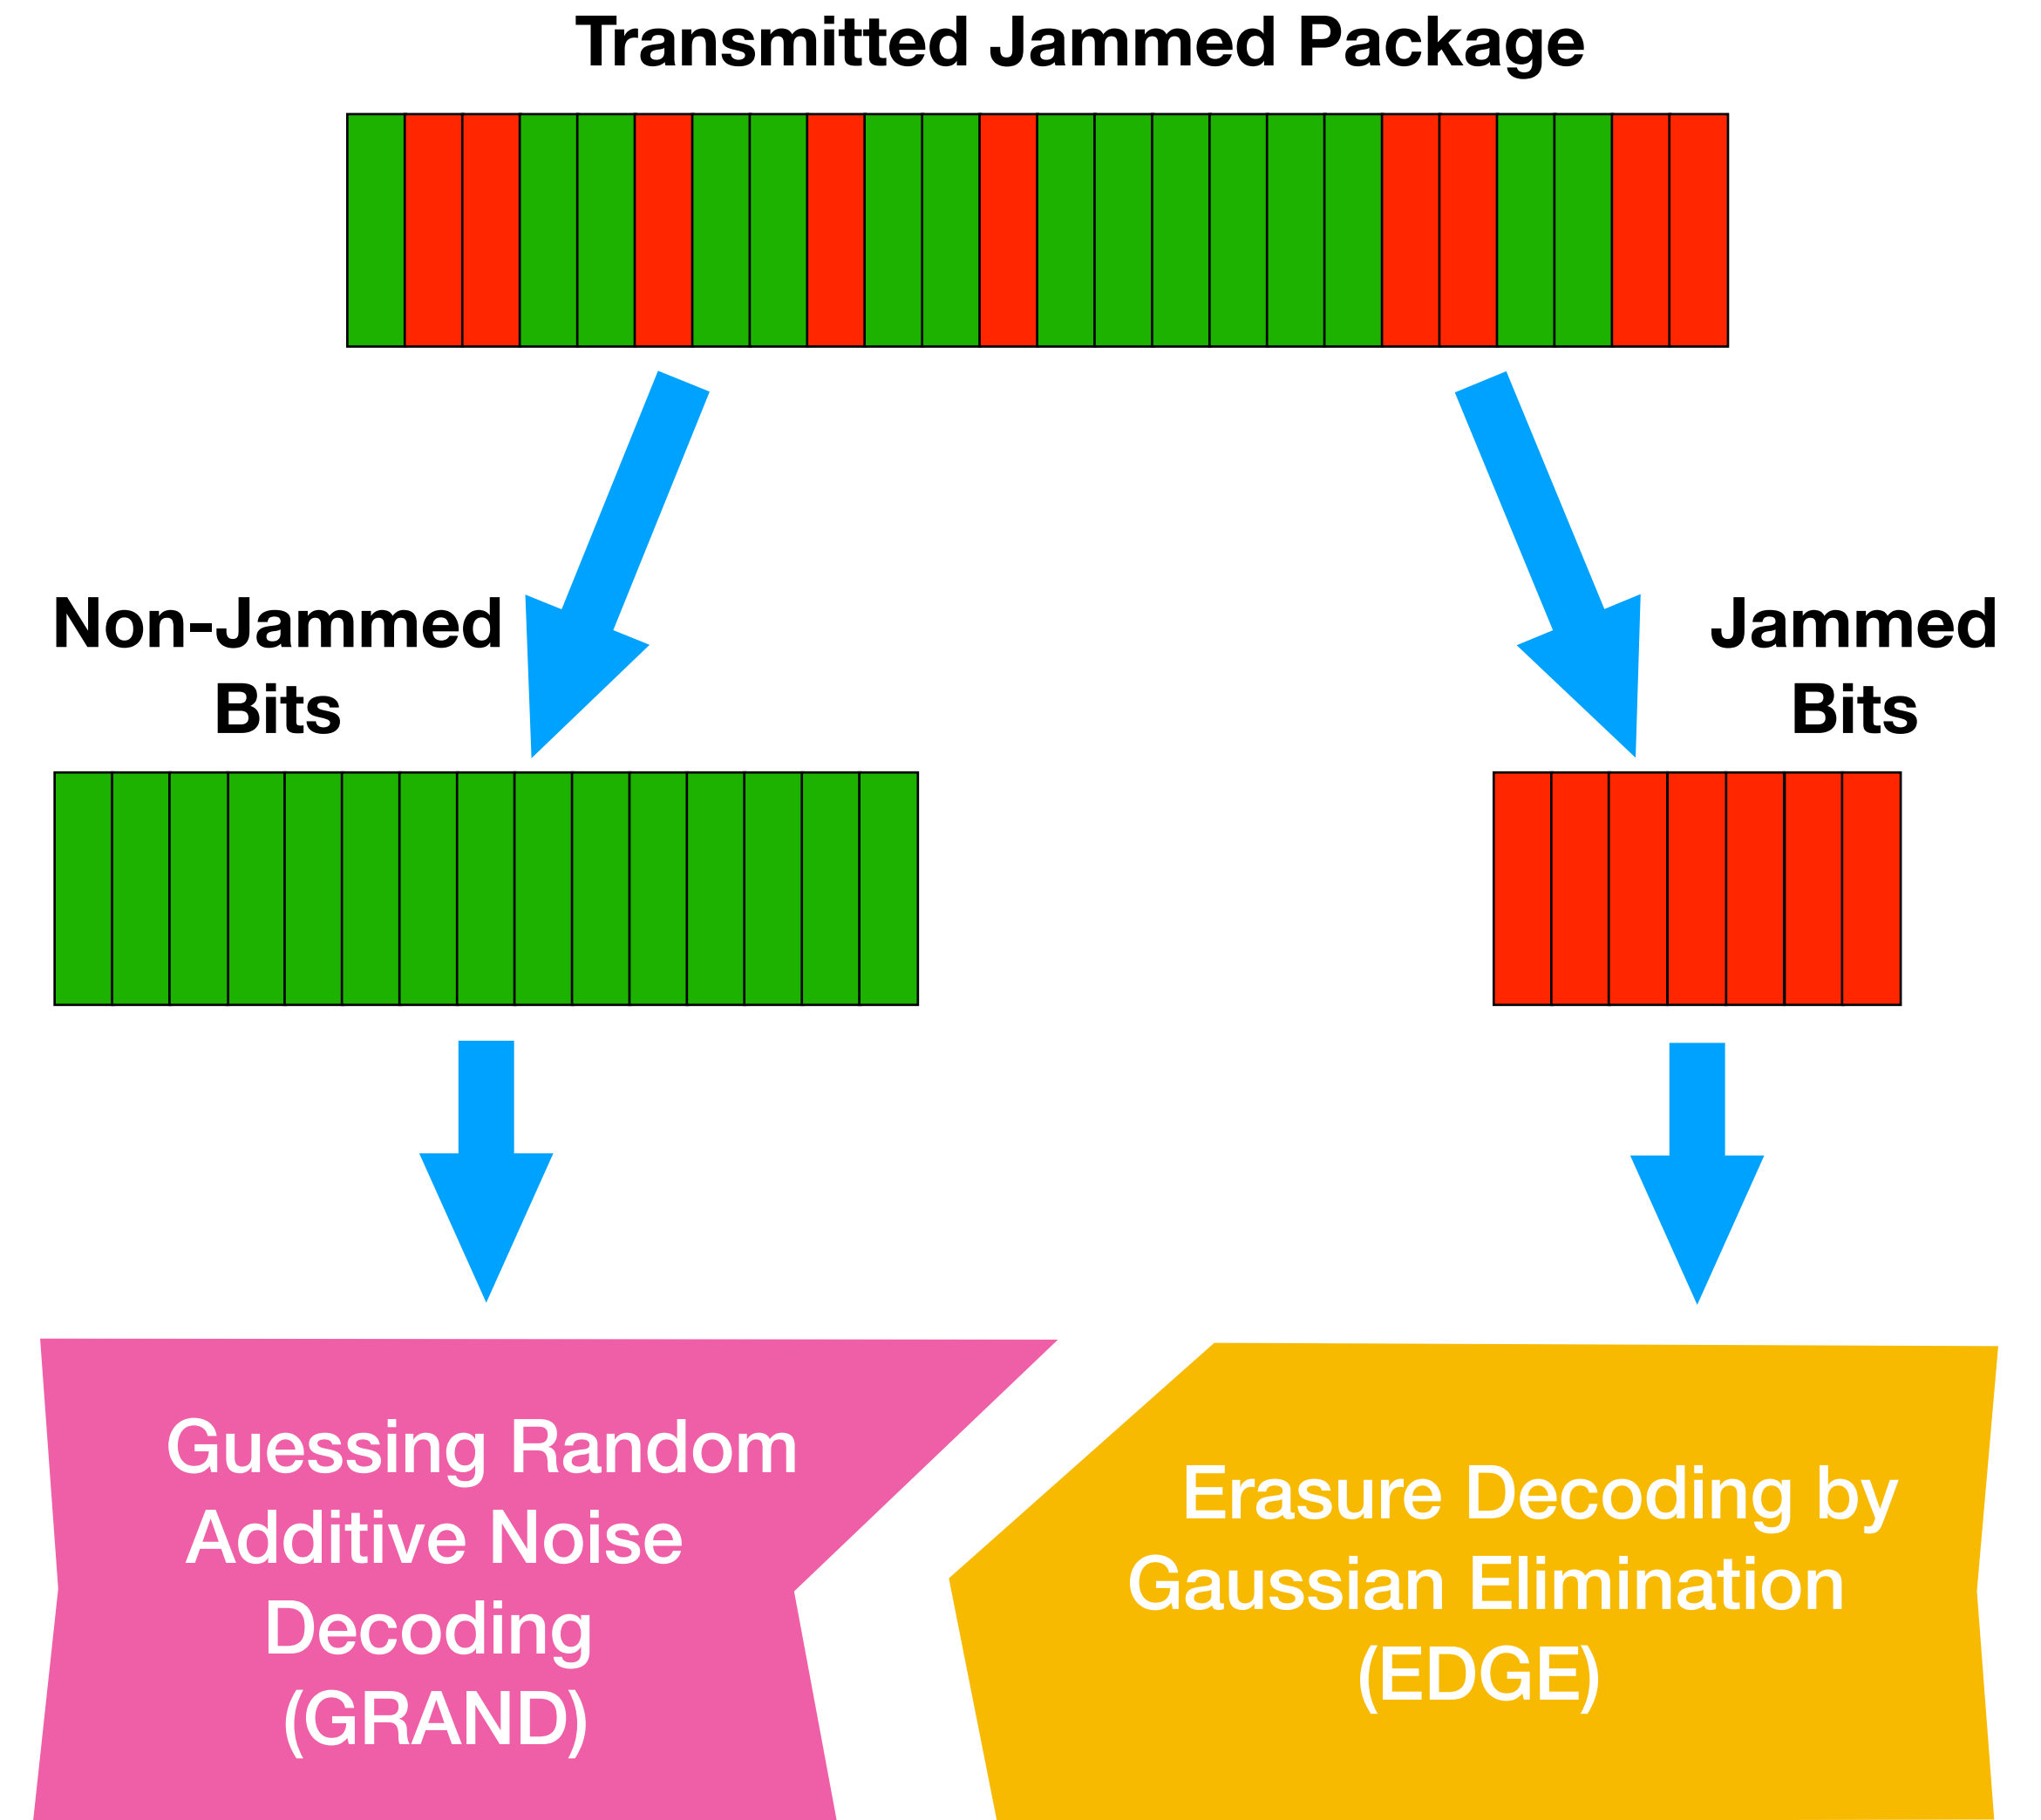 Transmitted Jammed Package
Non-Jammed
Bits
Jammed
Bits
Guessing Random
Additive Noise
Decoding
(GRAND)
Erasure Decoding by
Gaussian Elimination
(EDGE)